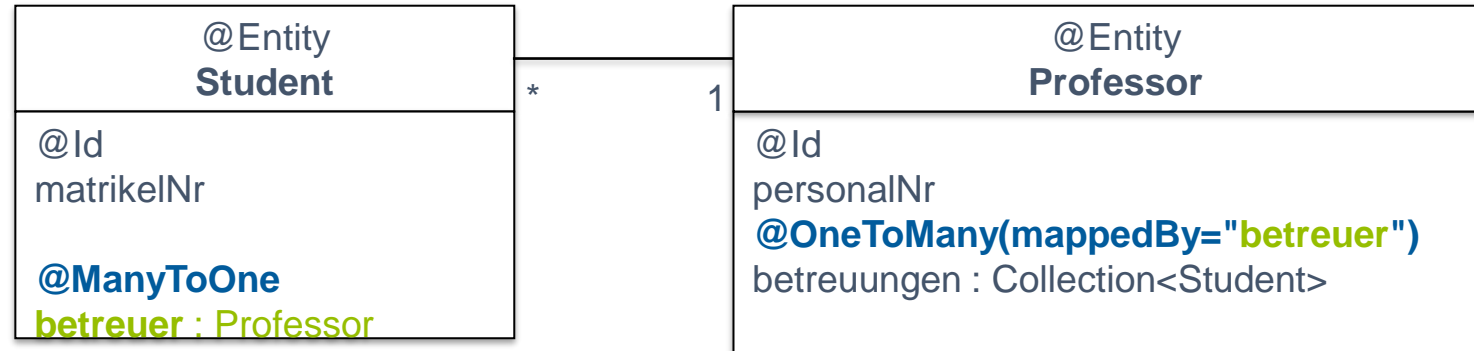 @Entity
Student
@Id
matrikelNr
@ManyToOne
betreuer : Professor
* 1
@Entity
Professor
@Id
personalNr
@OneToMany(mappedBy="betreuer")
betreuungen : Collection<Student>